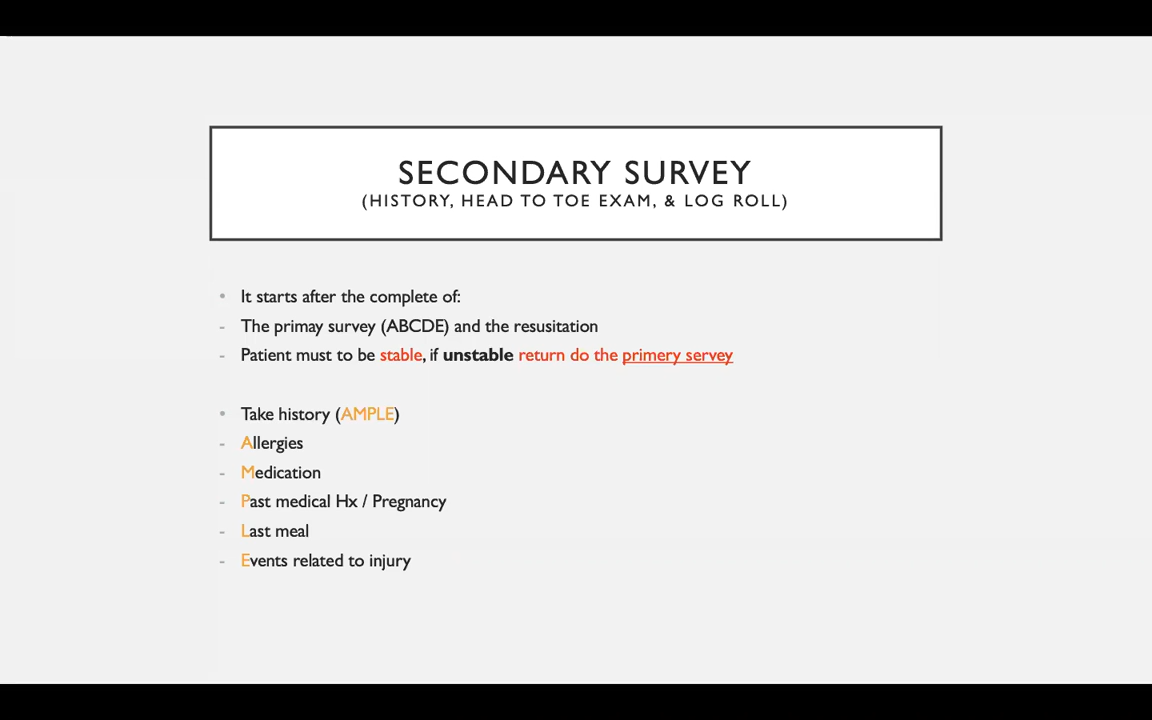 SECONDARY SURVEY
(HISTORY, HEAD TO TOE EXAM, & LOG ROLL)
• It starts after the complete of:
- The primay survey (ABCDE) and the resusitation
- Patient must to be stable, if unstable return do the primery servey
• Take history (AMPLE)
- Allergies
- Medication
- Past medical Hx / Pregnancy
- Last meal
- Events related to injury